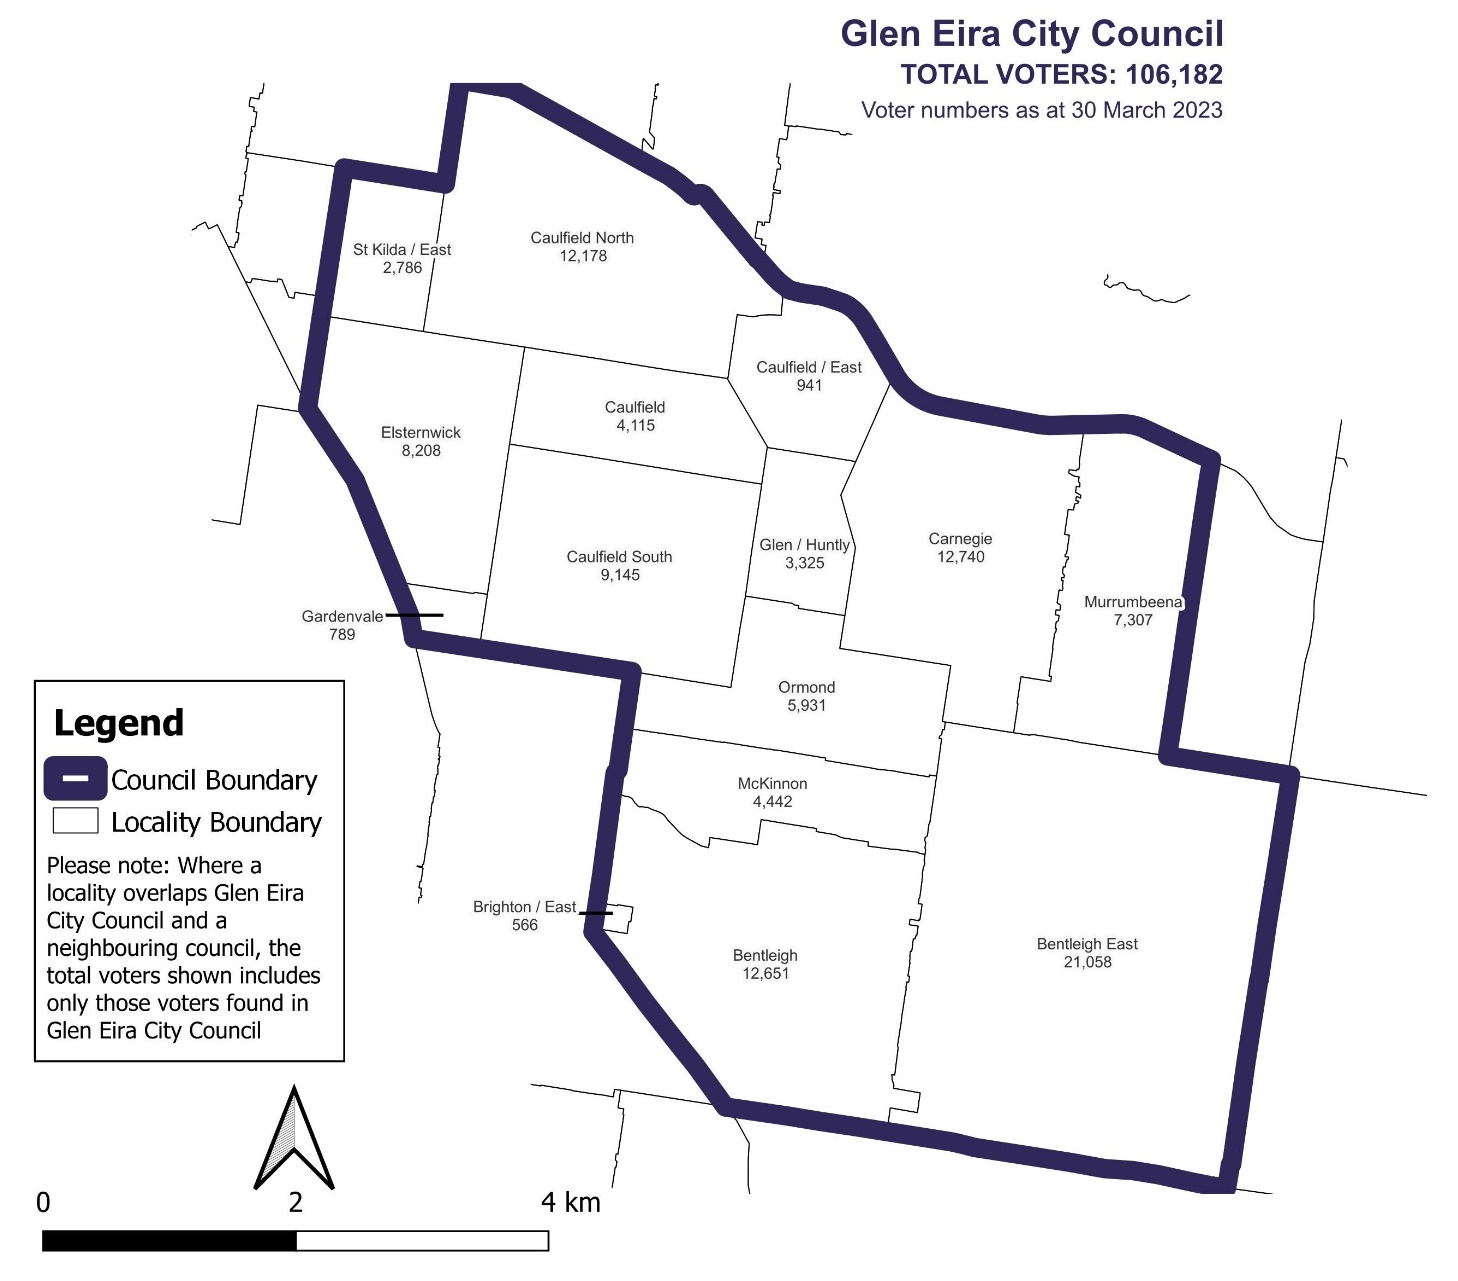 Glen Eira City Council
TOTAL VOTERS: 106,182
Voter numbers as at 30 March 2023
St Kilda / East
2,786
Caulfield North
12,178
Caulfield / East
941
Caulfield
4,115
Elsternwick
8,208
Caulfield South
9,145
Glen / Huntly
3,325
Carnegie
12,740
Murrumbeena
7,307
Gardenvale
789
Ormond
5,931
McKinnon
4,442
Brighton / East
566
Bentleigh
12,651
Bentleigh East
21,058
Legend
Council Boundary
Locality Boundary
Please note: Where a
locality overlaps Glen Eira
City Council and a
neighbouring council, the
total voters shown includes
only those voters found in
Glen Eira City Council
0 2 4 km